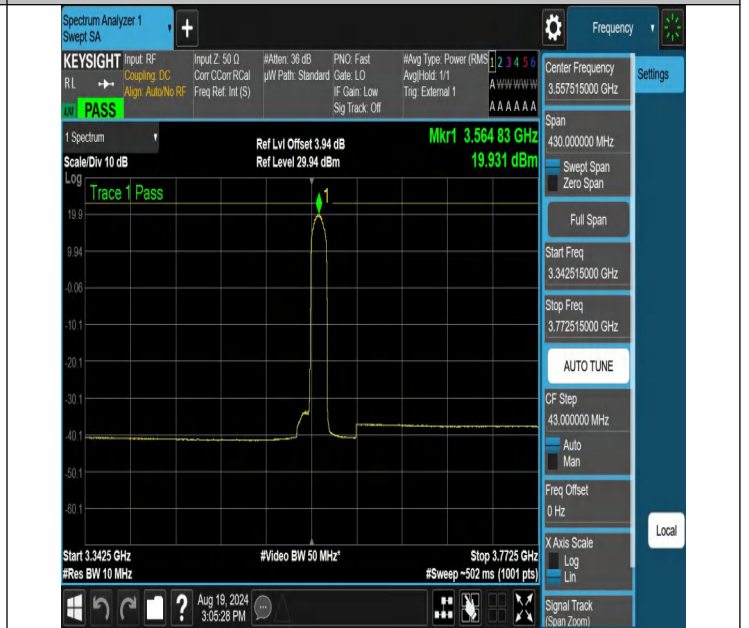 Spectrum Analyzer 1
Swept SA
+
Frequency
KEYSIGHT
RL
PASS
Input: RF
Coupling: DC
Align: Auto/No RF
Input Z: 50 Ω
Corr CCorr RCal
Freq Ref: Int (S)
#Atten: 36 dB
µW Path: Standard
PNO: Fast
Gate: LO
IF Gain: Low
Sig Track: Off
#Avg Type: Power (RMS
Avg|Hold: 1/1
Trig: External 1
1 2 3 4 5 6
A W W W W W
A A A A A A
1 Spectrum
Scale/Div 10 dB
Ref Lvl Offset 3.94 dB
Ref Level 29.94 dBm
Mkr1 3.564 83 GHz
19.931 dBm
Log
Trace 1 Pass
1
19.9
9.94
-0.06
-10.1
-20.1
-30.1
-40.1
-50.1
-60.1
Start 3.3425 GHz
#Res BW 10 MHz
#Video BW 50 MHz*
Stop 3.7725 GHz
#Sweep ~502 ms (1001 pts)
Center Frequency
3.557515000 GHz
Settings
Span
430.000000 MHz
Swept Span
Zero Span
Full Span
Start Freq
3.342515000 GHz
Stop Freq
3.772515000 GHz
AUTO TUNE
CF Step
43.000000 MHz
Auto
Man
Freq Offset
0 Hz
X Axis Scale
Log
Lin
Local
Signal Track
(Span Zoom)
?
Aug 19, 2024
3:05:28 PM